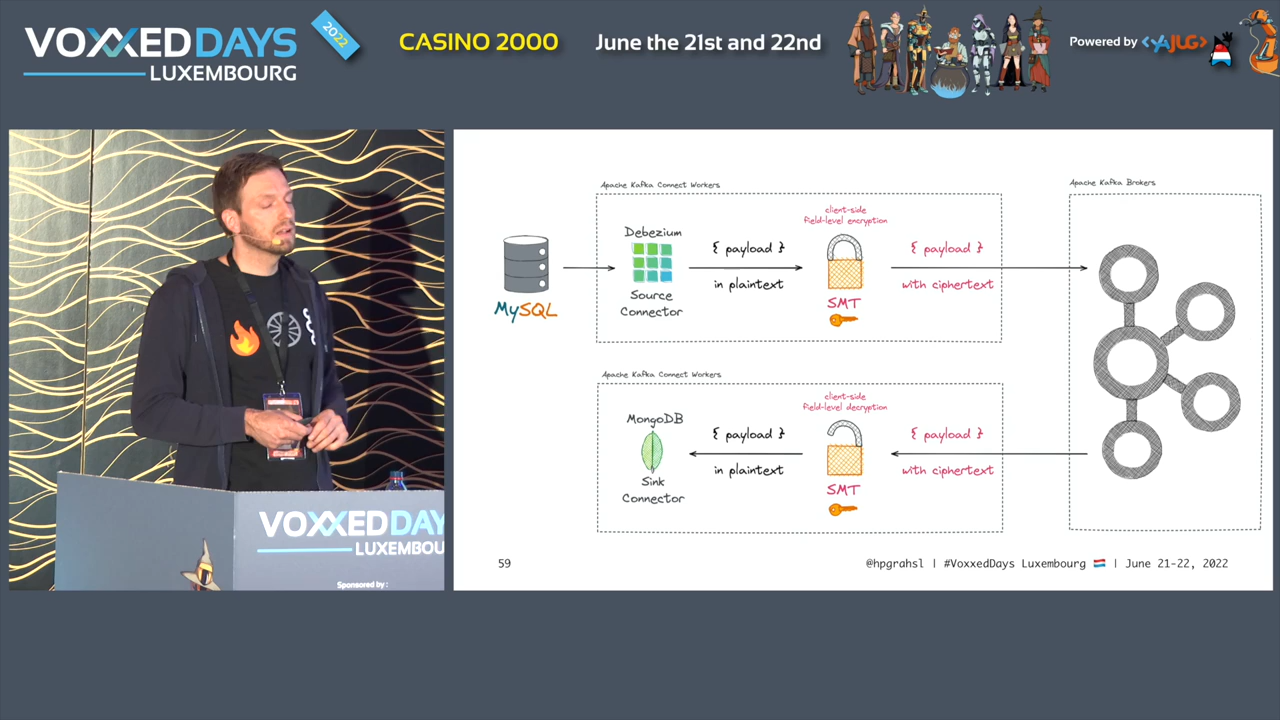 VOXXED DAYS
LUXEMBOURG
2022
CASINO 2000
June the 21st and 22nd
Powered by <YAJUG>
VOXXED DAY
LUXEMBOU
Sponsored by :
Apache Kafka Connect Workers
Apache Kafka Brokers
MySQL
Debezium
Source
Connector
{ payload }
in plaintext
client-side
field-level encryption
SMT
{ payload }
with ciphertext
Apache Kafka Connect Workers
MongoDB
Sink
Connector
{ payload }
in plaintext
client-side
field-level decryption
SMT
{ payload }
with ciphertext
59
@hpgrahsl | #VoxxedDays Luxembourg 🇱🇺 | June 21-22, 2022